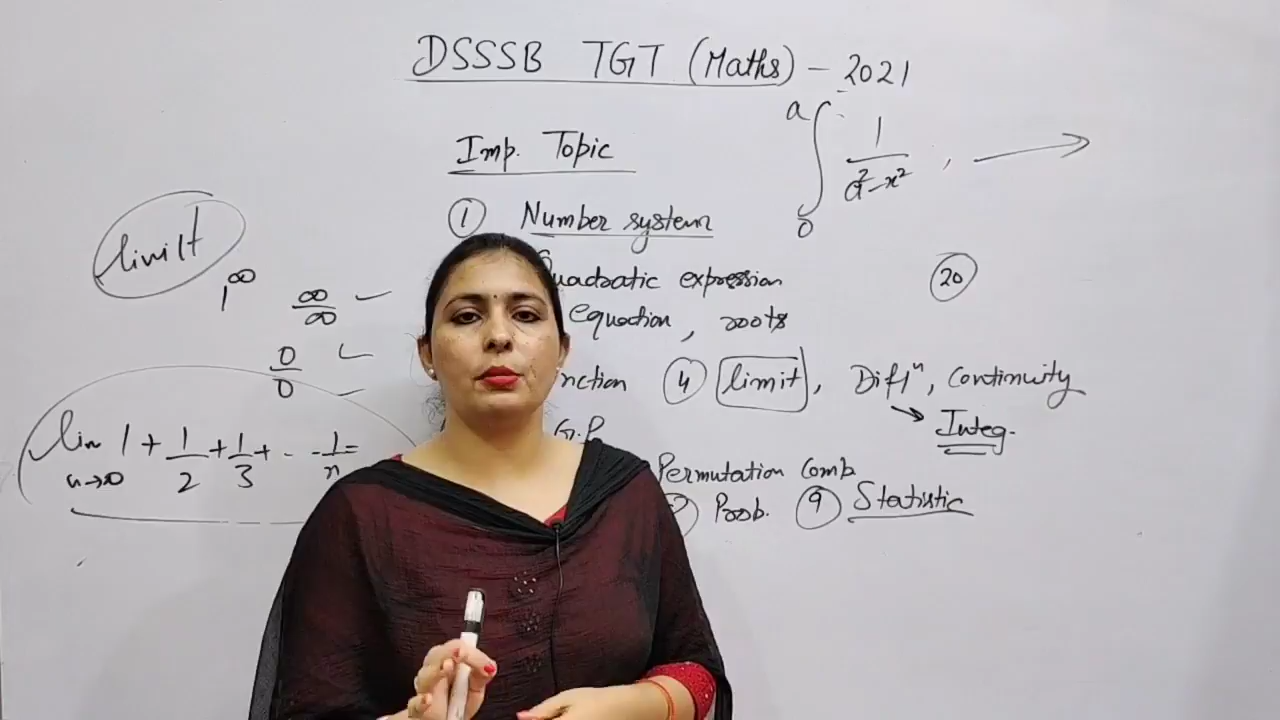 DSSSB TGT (Maths) - 2021
Imp. Topic
a
∫ 1/(a²-x²) , →
0
① Number system
limit
1^∞
∞/∞ ✓
uadratic expression
20
equation, roots
0/0 ✓
nction ④ limit, Diffⁿ, Continuity
→ Integ.
G.P
lim 1 + 1/2 + 1/3 + - - 1/n =
Permutation Comb.
Prob. ⑨ Statistic